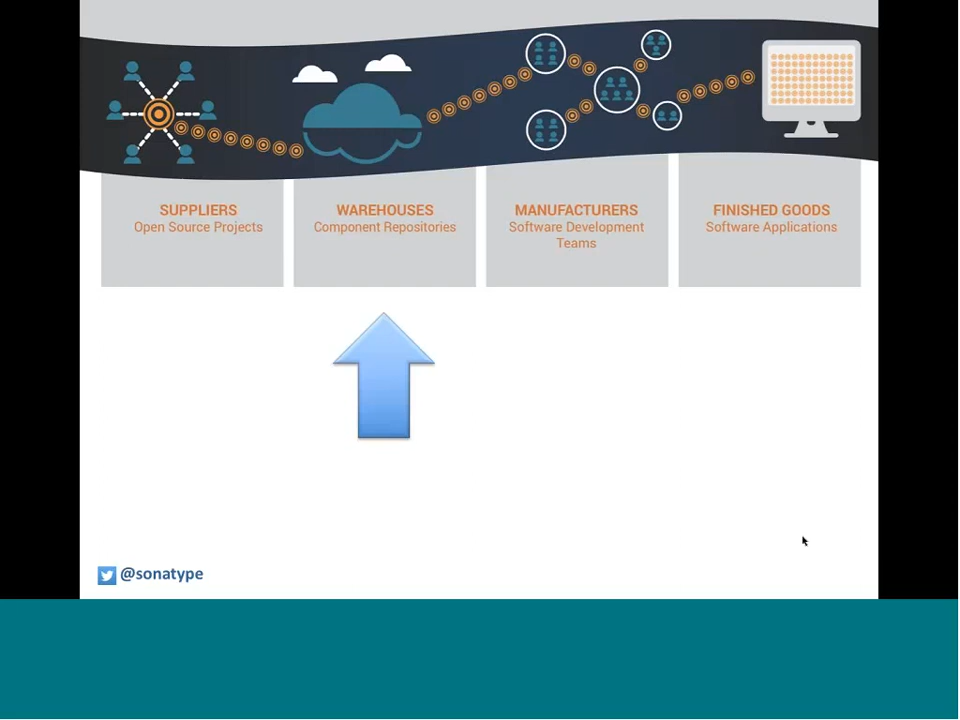 SUPPLIERS
Open Source Projects
WAREHOUSES
Component Repositories
MANUFACTURERS
Software Development
Teams
FINISHED GOODS
Software Applications
@sonatype